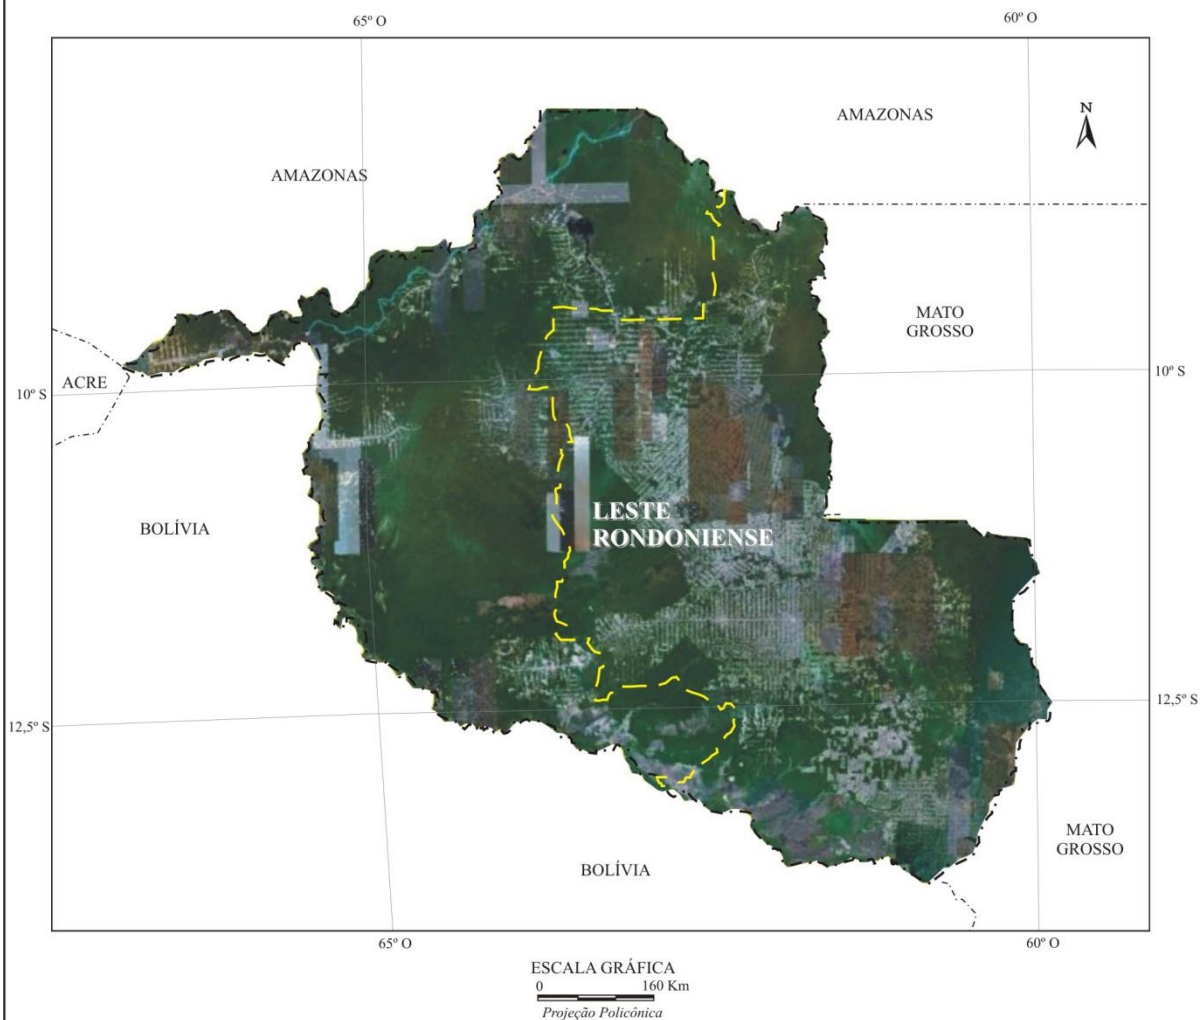 65º O
60º O
AMAZONAS
N
AMAZONAS
MATO
GROSSO
ACRE
10º S
10º S
BOLÍVIA
LESTE
RONDONIENSE
12,5º S
12,5º S
MATO
GROSSO
BOLÍVIA
65º O
60º O
ESCALA GRÁFICA
0 160 Km
Projeção Policônica